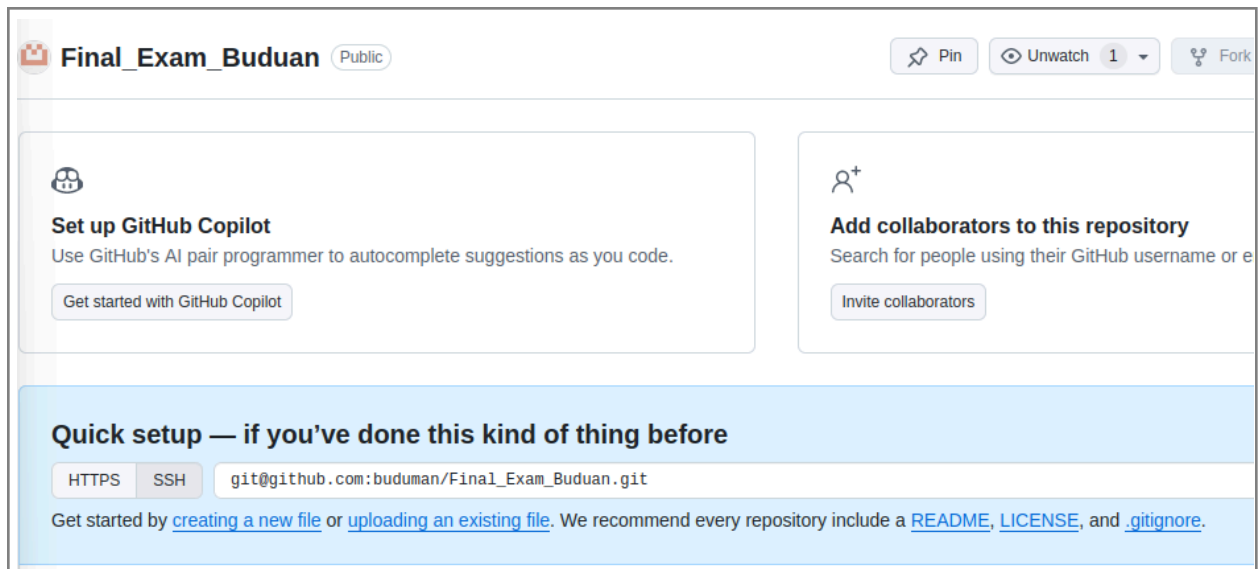 Final_Exam_Buduan Public
Pin
Unwatch 1
Fork
Set up GitHub Copilot
Use GitHub's AI pair programmer to autocomplete suggestions as you code.
Get started with GitHub Copilot
Add collaborators to this repository
Search for people using their GitHub username or e
Invite collaborators
Quick setup — if you’ve done this kind of thing before
HTTPS SSH git@github.com:buduman/Final_Exam_Buduan.git
Get started by creating a new file or uploading an existing file. We recommend every repository include a README, LICENSE, and .gitignore.